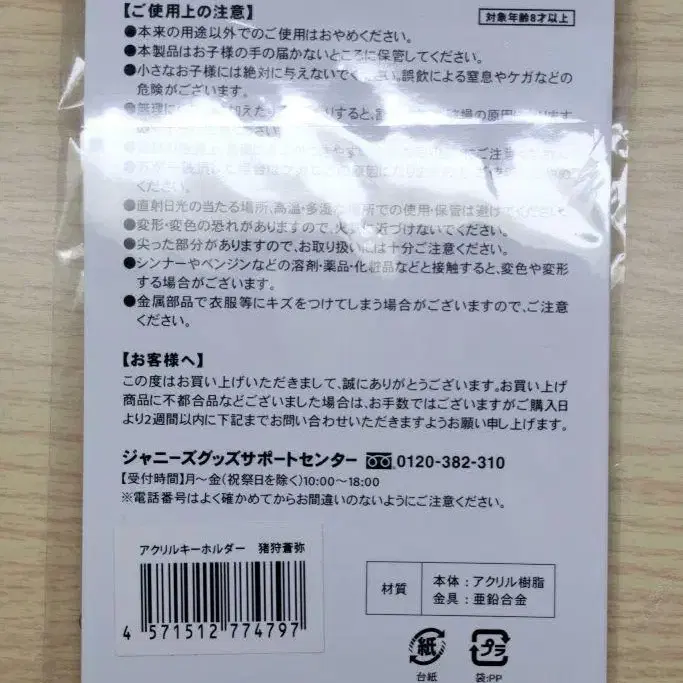 【ご使用上の注意】
対象年齢8才以上
●本来の用途以外でのご使用はおやめください。
●本製品はお子様の手の届かないところに保管してください。
●小さなお子様には絶対に与えないでください。誤飲による窒息やケガなどの
危険がございます。
ください。
●直射日光の当たる場所、高温・多湿な場所での使用・保管は避けてください。
●変形・変色の恐れがありますので、火気に近づけないでください。
●尖った部分がありますので、お取り扱いには十分ご注意ください。
●シンナーやベンジンなどの溶剤・薬品・化粧品などと接触すると、変色や変形
する場合がございます。
●金属部品で衣服等にキズをつけてしまう場合がございますので、ご注意
ください。
【お客様へ】
この度はお買い上げいただきまして、誠にありがとうございます。お買い上げ
商品に不都合品などございました場合は、お手数ではございますがご購入日
より2週間以内に下記までお問い合わせいただきますようお願い申し上げます。
ジャニーズグッズサポートセンター 0120-382-310
【受付時間】月～金(祝祭日を除く)10:00～18:00
※電話番号はよく確かめてからお間違いのないようにご注意ください。
アクリルキーホルダー 猪狩蒼弥
4 571512 774797
材質
本体：アクリル樹脂
金具：亜鉛合金
紙
台紙
プラ
袋:PP